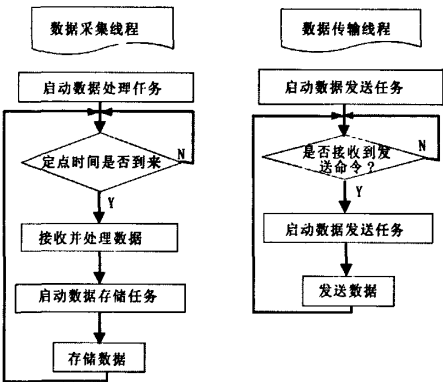 数据采集线程
启动数据处理任务
定点时间是否到来
N
Y
接收并处理数据
启动数据存储任务
存储数据
数据传输线程
启动数据发送任务
是否接收到发
送命令？
N
Y
启动数据发送任务
发送数据